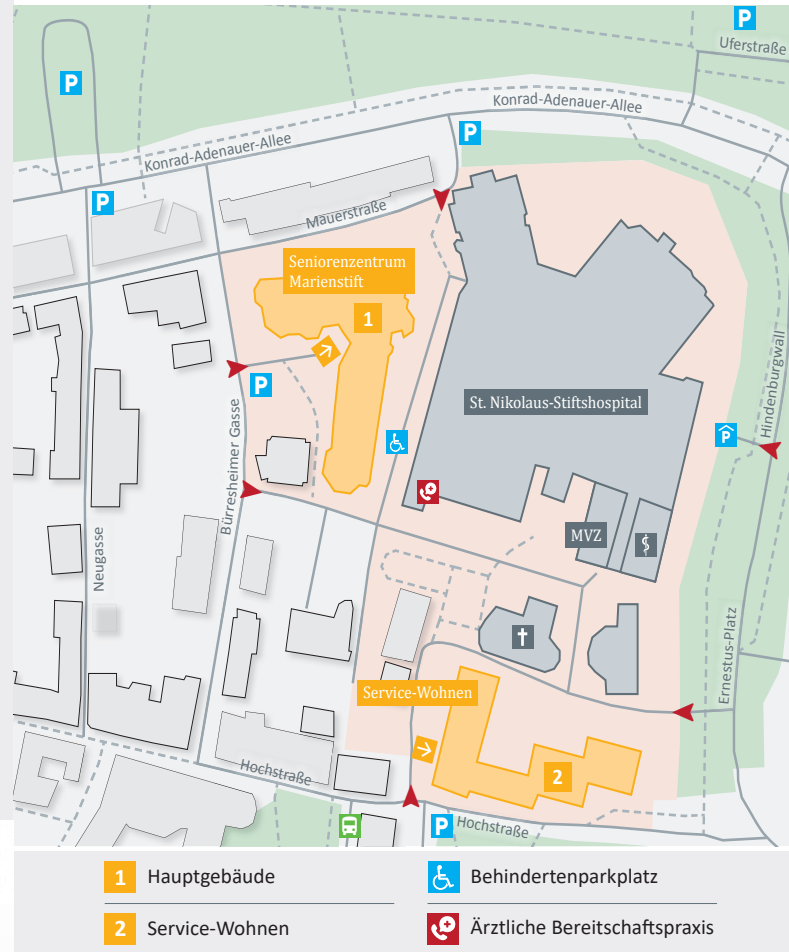 P
Uferstraße
P
Konrad-Adenauer-Allee
P
Konrad-Adenauer-Allee
P
Mauerstraße
Seniorenzentrum
Marienstift
1
P
St. Nikolaus-Stiftshospital
Hindenburgwall
P
Bürresheimer Gasse
Neugasse
MVZ
Ernestus-Platz
Service-Wohnen
2
Hochstraße
P
Hochstraße
1 Hauptgebäude
Behindertenparkplatz
2 Service-Wohnen
Ärztliche Bereitschaftspraxis